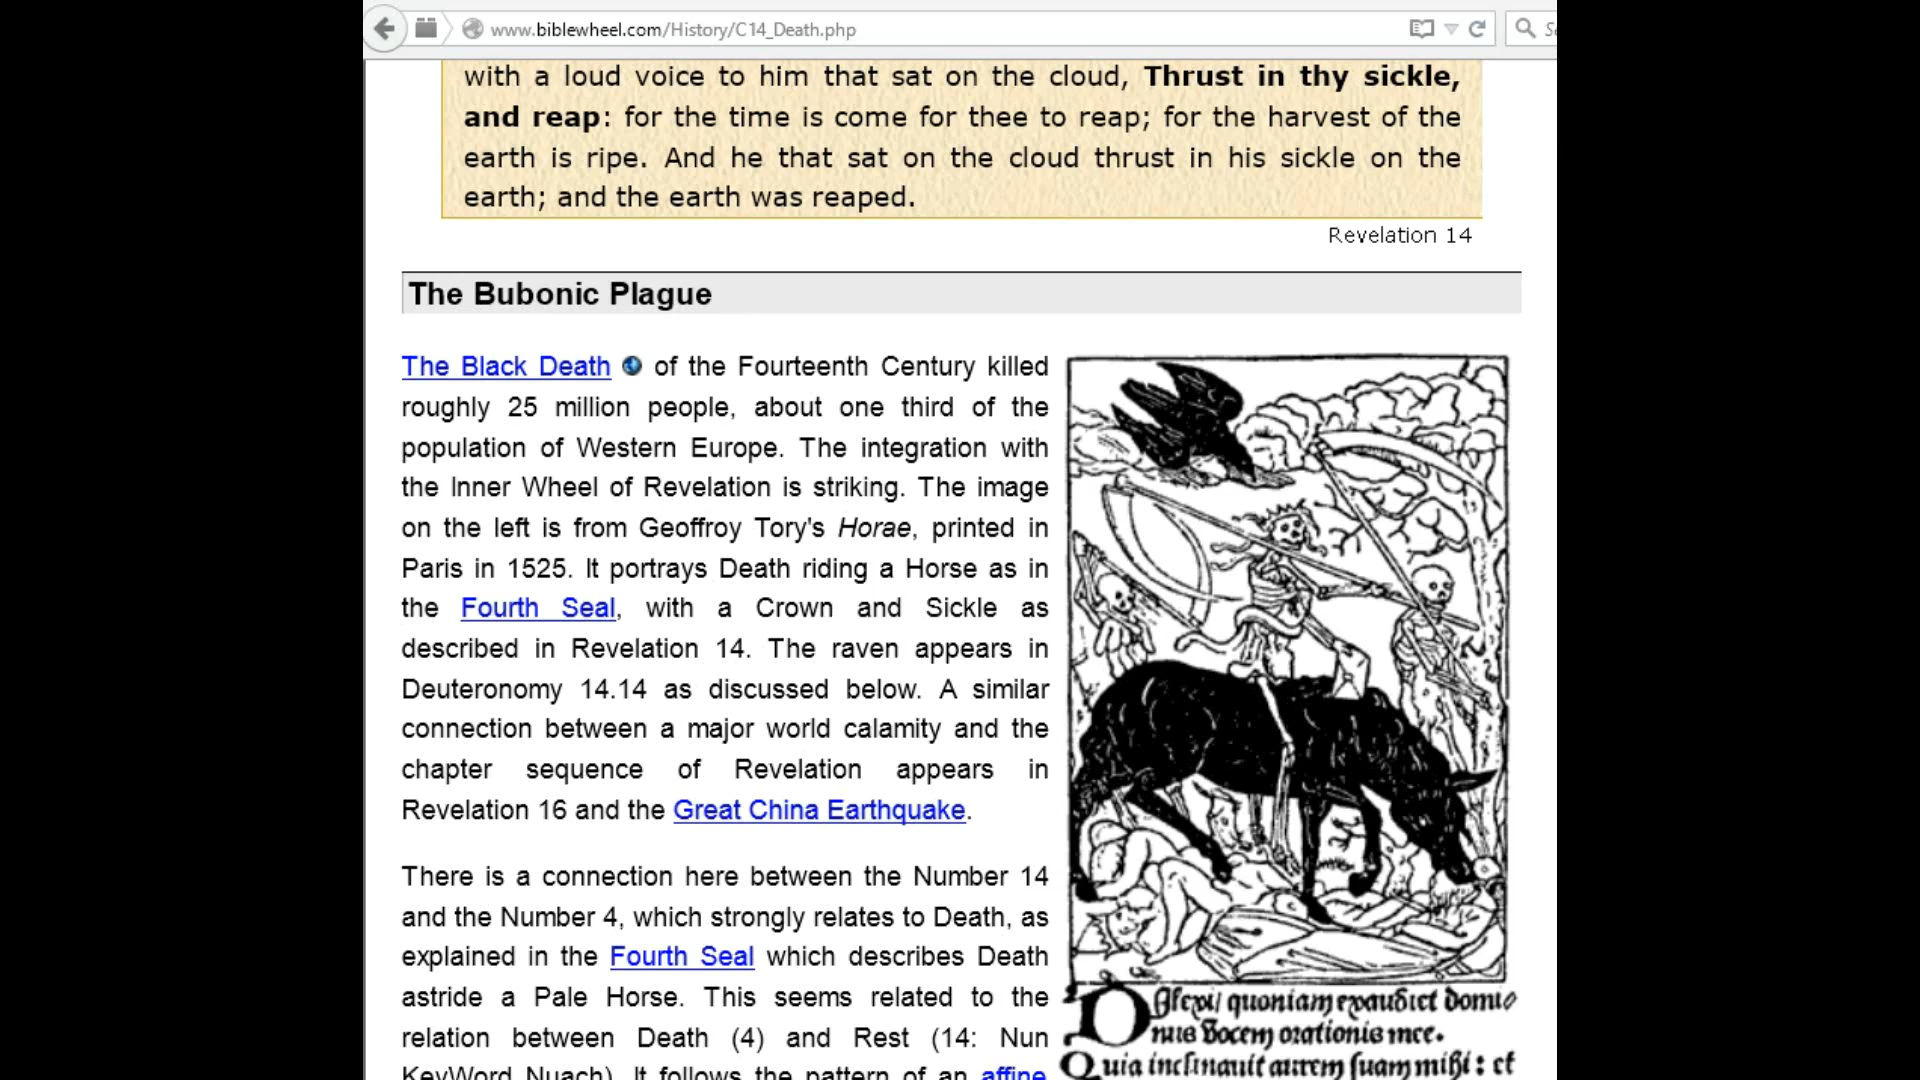 www.biblewheel.com/History/C14_Death.php
with a loud voice to him that sat on the cloud, Thrust in thy sickle,
and reap: for the time is come for thee to reap; for the harvest of the
earth is ripe. And he that sat on the cloud thrust in his sickle on the
earth; and the earth was reaped.
Revelation 14
The Bubonic Plague
The Black Death of the Fourteenth Century killed
roughly 25 million people, about one third of the
population of Western Europe. The integration with
the Inner Wheel of Revelation is striking. The image
on the left is from Geoffroy Tory's Horae, printed in
Paris in 1525. It portrays Death riding a Horse as in
the Fourth Seal, with a Crown and Sickle as
described in Revelation 14. The raven appears in
Deuteronomy 14.14 as discussed below. A similar
connection between a major world calamity and the
chapter sequence of Revelation appears in
Revelation 16 and the Great China Earthquake.
There is a connection here between the Number 14
and the Number 4, which strongly relates to Death, as
explained in the Fourth Seal which describes Death
astride a Pale Horse. This seems related to the
relation between Death (4) and Rest (14: Nun
KeyWord Nuach). It follows the pattern of an affine
quoniam exaudiet domi
nus vocem orationis mee.
Quia inclinauit aurem suam mihi: et